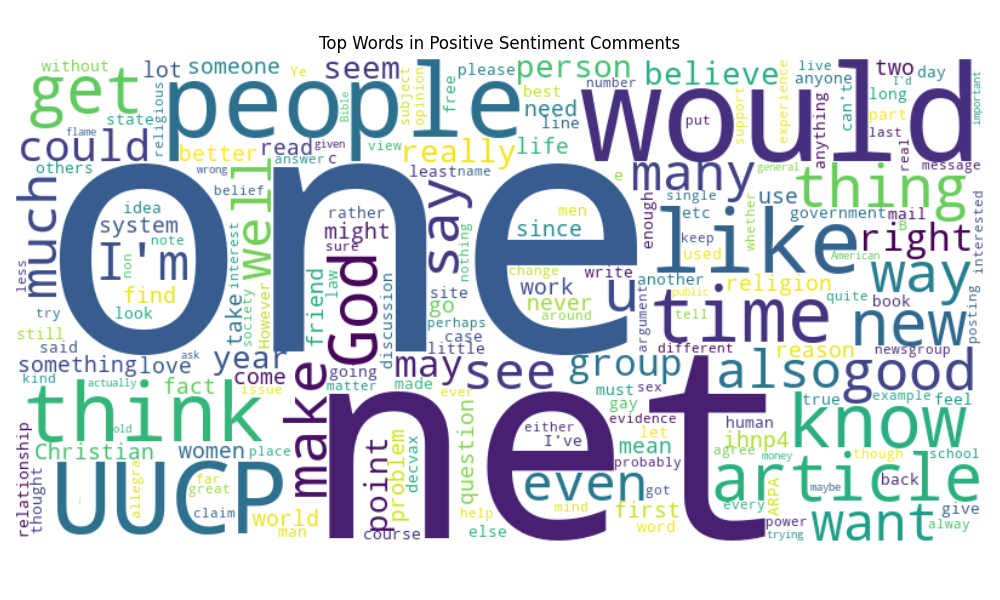 Top Words in Positive Sentiment Comments
without lot someone seem please person believe number two live I'd day
get people would free best need anyone long important
state religious Ye Bible subject opinion line put support experience anything can't part
could flame better read given c answer view really life many real last message
others wrong belief least name e single use thing
much idea system I'm note non interest well rather might sure say since men enough etc keep whether general government mail B right interested
one like American way
less find look However society take friend law God discussion nothing site go perhaps case little change work never around write used another u argument public tell religion time quite book new posting
try still said something love ask year come going matter may made see group different reason newsgroup also good
kind actually fact issue make ever must sex gay true example feel
think old Christian women place relationship thought
net question either I've evidence let mean probably human agree ihnp4 money though school know
UUCP allegra far great claim world man point problem decvax course help else even mind got first word every ARPA power trying maybe article back give want alway